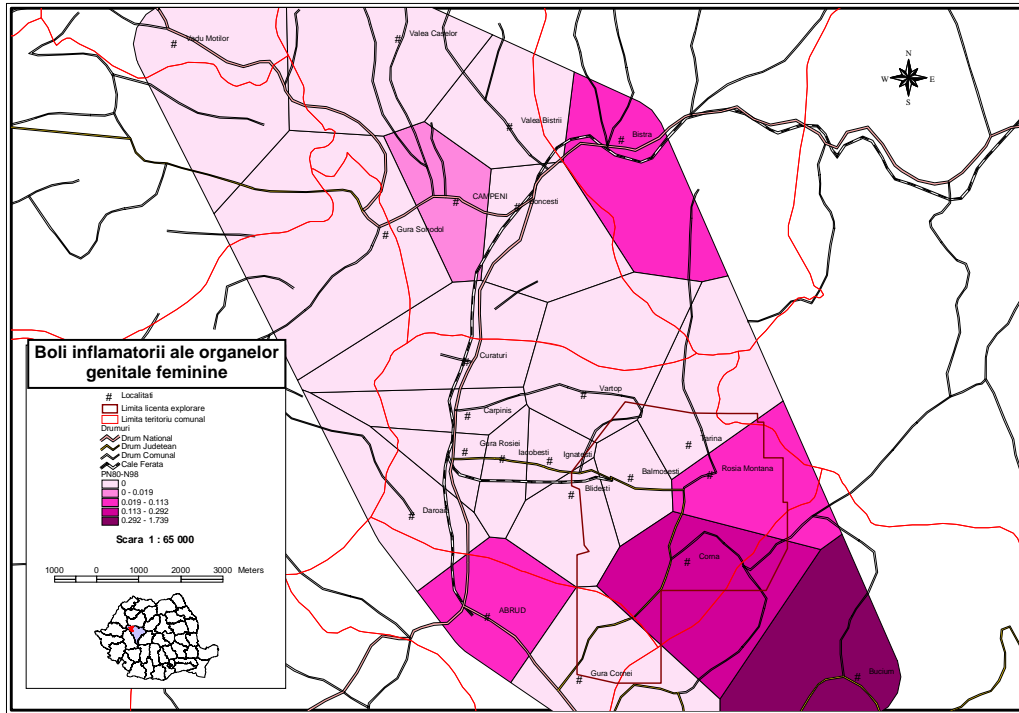 Vadu Motilor
Valea Caselor
N
W E
S
Valea Bistrii
Bistra
CAMPENI
Boncesti
Gura Sohodol
Boli inflamatorii ale organelor
genitale feminine
# Localitati
Limita licenta explorare
Limita teritoriu comunal
Drumuri
Drum National
Drum Judetean
Drum Comunal
Cale Ferata
PN80-N98
0
0 - 0.019
0.019 - 0.113
0.113 - 0.292
0.292 - 1.739
Scara 1 : 65 000
1000 0 1000 2000 3000 Meters
Curaturi
Vartop
Carpinis
Tarina
Gura Rosiei
Iacobesti
Ignatesti
Balmosesti
Rosia Montana
Blidesti
Daroaia
Corna
ABRUD
Gura Cornei
Bucium